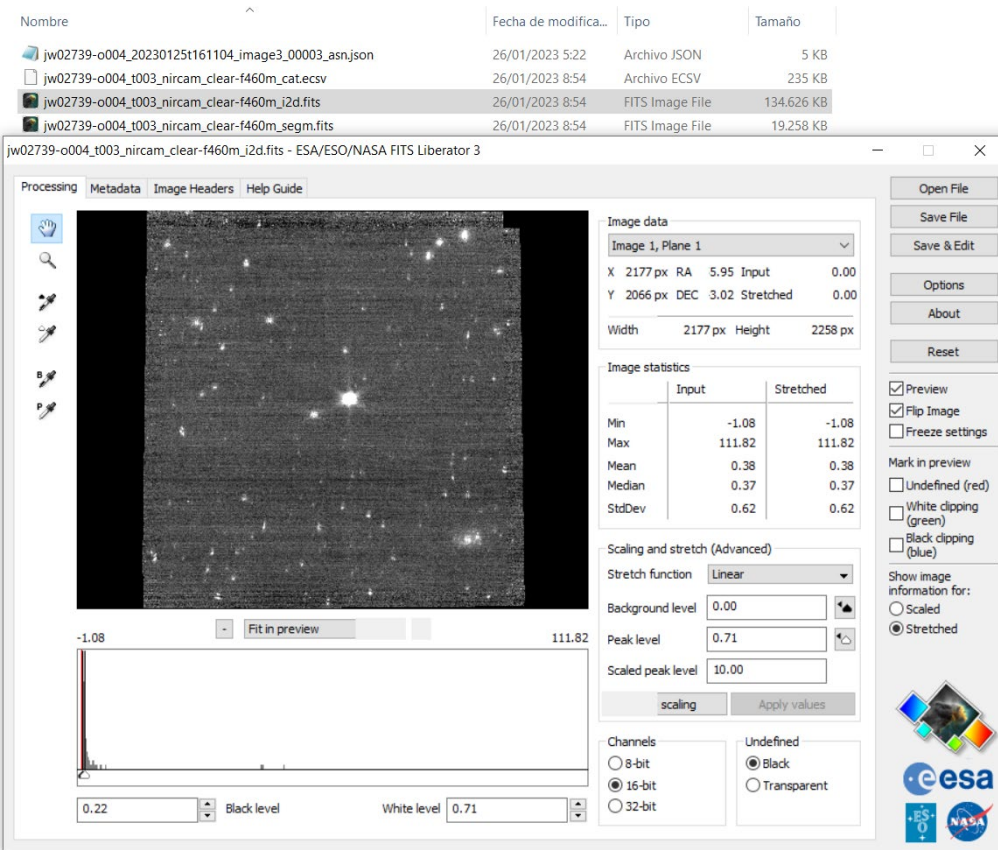 Nombre Fecha de modifica... Tipo Tamaño
jw02739-o004_20230125t161104_image3_00003_asn.json 26/01/2023 5:22 Archivo JSON 5 KB
jw02739-o004_t003_nircam_clear-f460m_cat.ecsv 26/01/2023 8:54 Archivo ECSV 235 KB
jw02739-o004_t003_nircam_clear-f460m_i2d.fits 26/01/2023 8:54 FITS Image File 134.626 KB
jw02739-o004_t003_nircam_clear-f460m_segm.fits 26/01/2023 8:54 FITS Image File 19.258 KB
jw02739-o004_t003_nircam_clear-f460m_i2d.fits - ESA/ESO/NASA FITS Liberator 3
Processing Metadata Image Headers Help Guide
Image data
Image 1, Plane 1
X 2177 px RA 5.95 Input 0.00
Y 2066 px DEC 3.02 Stretched 0.00
Width 2177 px Height 2258 px
Image statistics
Input Stretched
Min -1.08 -1.08
Max 111.82 111.82
Mean 0.38 0.38
Median 0.37 0.37
StdDev 0.62 0.62
Scaling and stretch (Advanced)
Stretch function Linear
Background level 0.00
Peak level 0.71
Scaled peak level 10.00
scaling Apply values
Channels
8-bit
16-bit
32-bit
Undefined
Black
Transparent
- Fit in preview
-1.08 111.82
0.22 Black level White level 0.71
Open File
Save File
Save & Edit
Options
About
Reset
Preview
Flip Image
Freeze settings
Mark in preview
Undefined (red)
White clipping
(green)
Black clipping
(blue)
Show image
information for:
Scaled
Stretched
B
P
esa
ESO
NASA